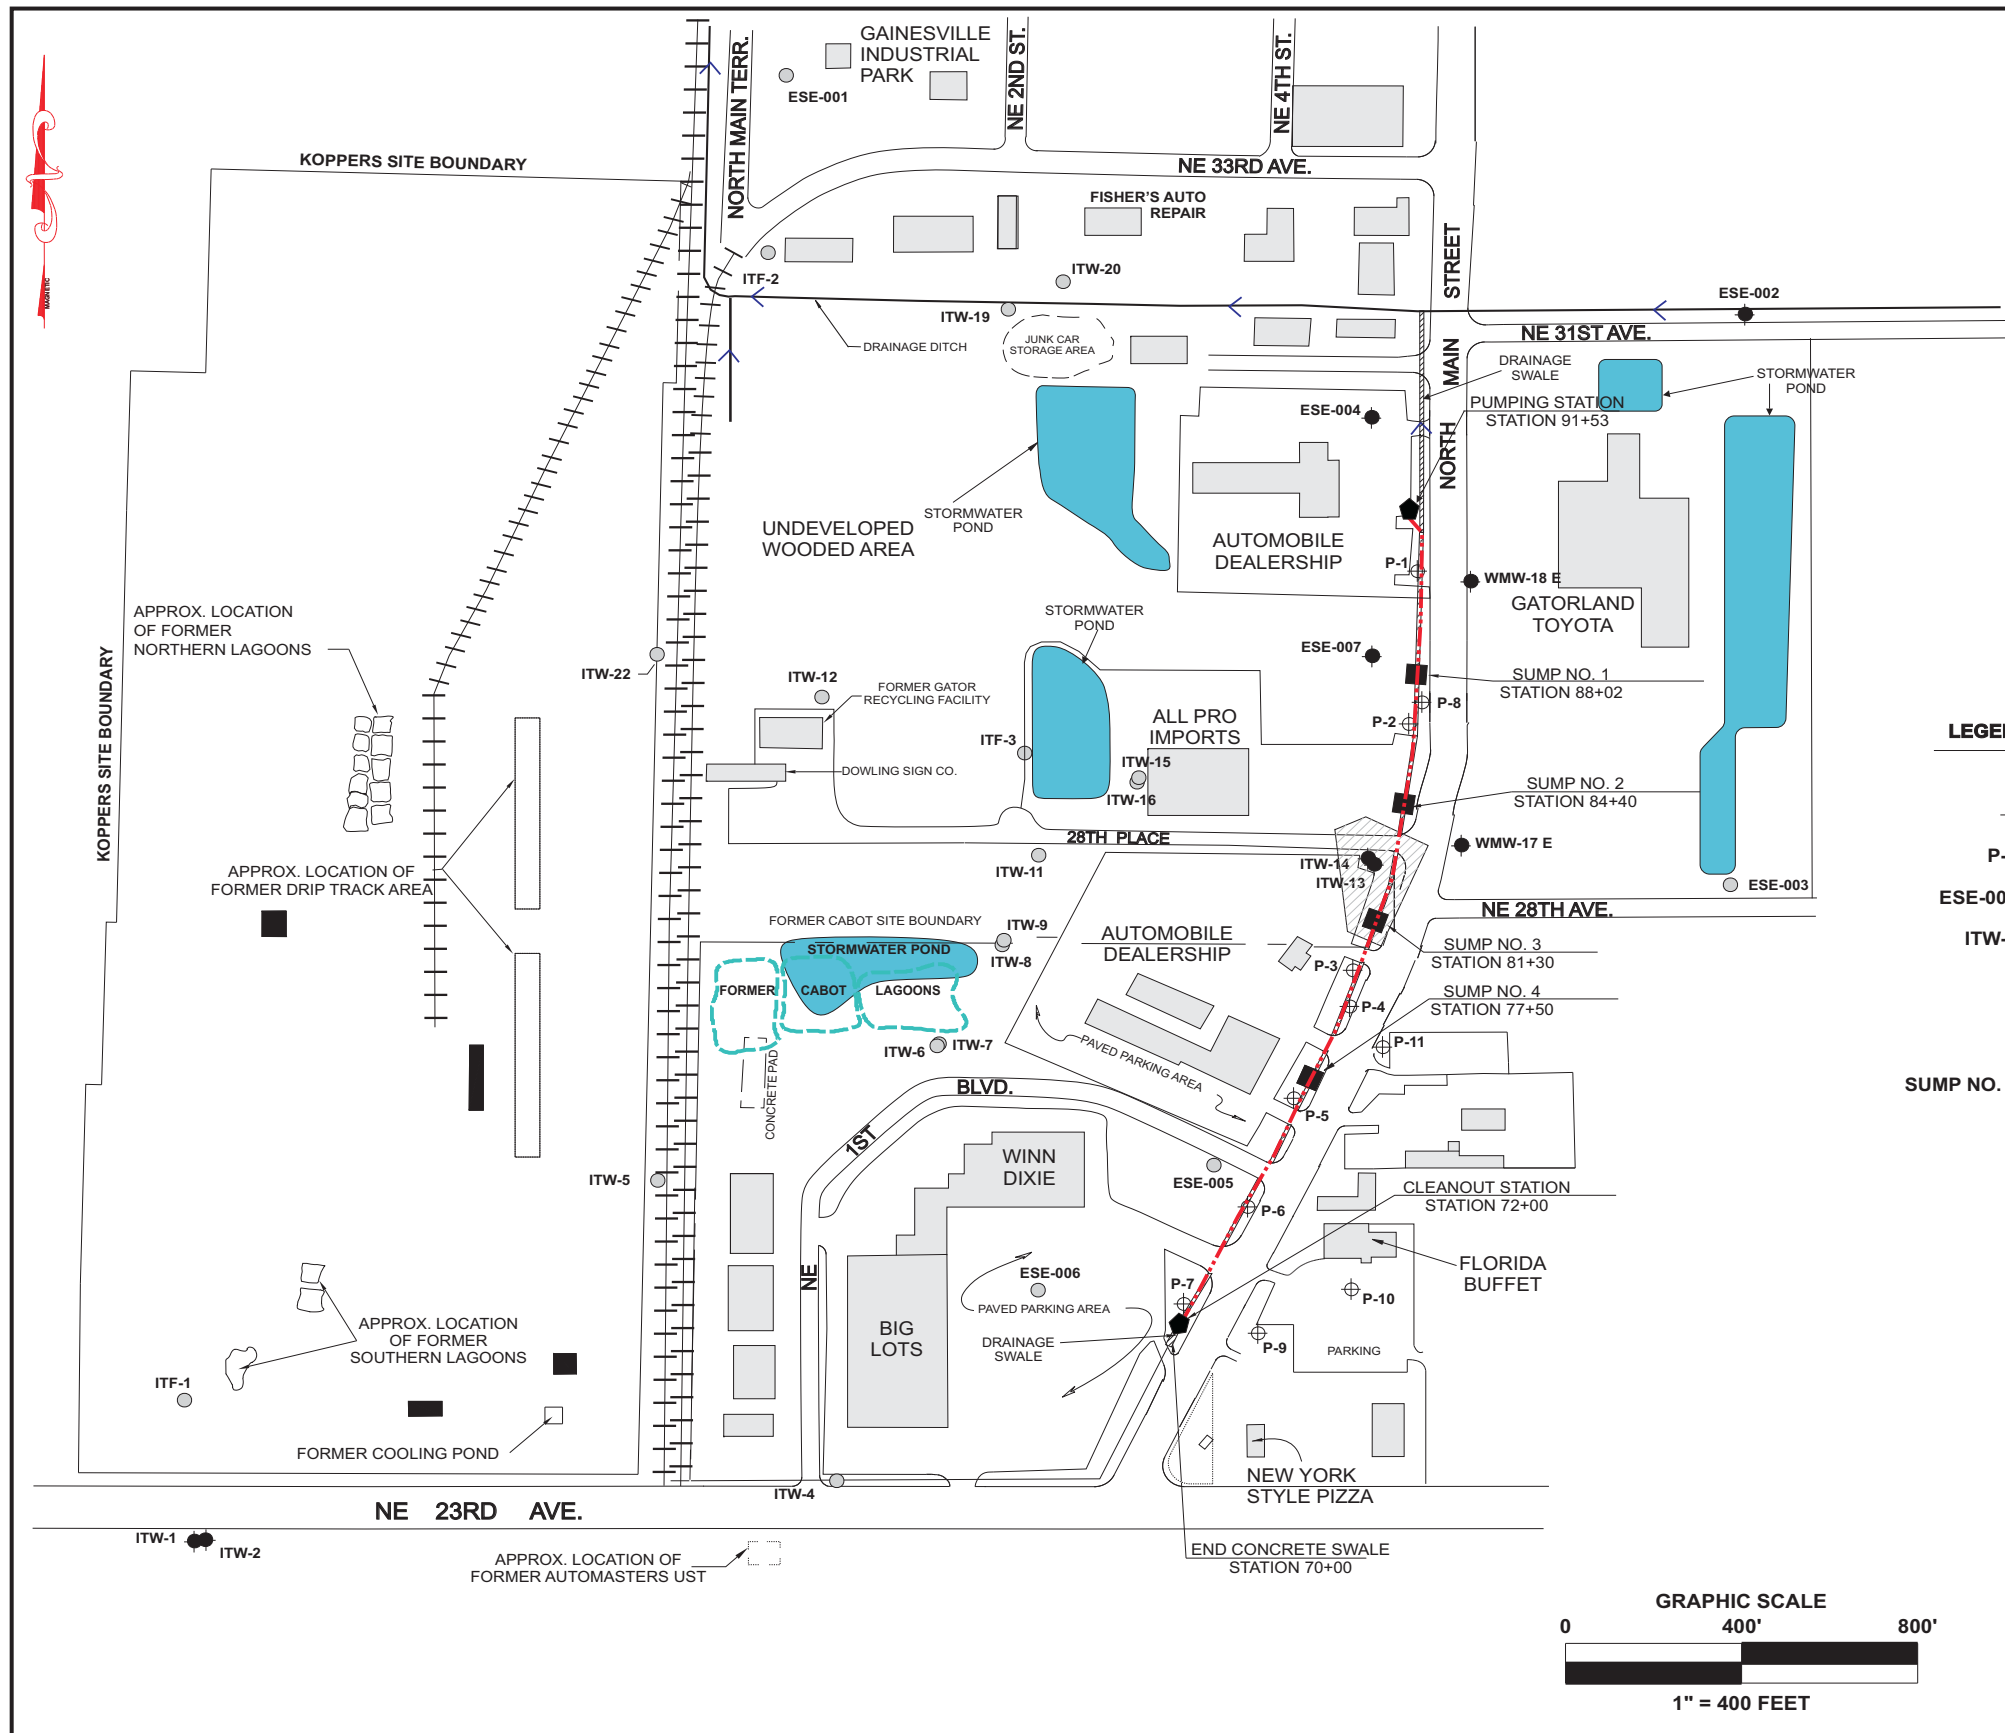 GAINESVILLE
INDUSTRIAL
PARK
ESE-001
NORTH MAIN TERR.
NE 2ND ST.
NE 4TH ST.
KOPPERS SITE BOUNDARY
NE 33RD AVE.
FISHER'S AUTO
REPAIR
MAGNETIC
ITF-2
ITW-20
ITW-19
DRAINAGE DITCH
JUNK CAR
STORAGE AREA
NORTH MAIN STREET
ESE-002
NE 31ST AVE.
DRAINAGE
SWALE
STORMWATER
POND
PUMPING STATION
STATION 91+53
ESE-004
STORMWATER
POND
UNDEVELOPED
WOODED AREA
AUTOMOBILE
DEALERSHIP
P-1
WMW-18 E
GATORLAND
TOYOTA
APPROX. LOCATION
OF FORMER
NORTHERN LAGOONS
STORMWATER
POND
ESE-007
ITW-22
ITW-12
FORMER GATOR
RECYCLING FACILITY
SUMP NO. 1
STATION 88+02
P-8
P-2
ALL PRO
IMPORTS
ITF-3
ITW-15
ITW-16
DOWLING SIGN CO.
SUMP NO. 2
STATION 84+40
KOPPERS SITE BOUNDARY
28TH PLACE
WMW-17 E
ITW-14
ITW-13
ITW-11
APPROX. LOCATION OF
FORMER DRIP TRACK AREA
ESE-003
NE 28TH AVE.
FORMER CABOT SITE BOUNDARY
STORMWATER POND
ITW-9
ITW-8
AUTOMOBILE
DEALERSHIP
SUMP NO. 3
STATION 81+30
P-3
FORMER CABOT LAGOONS
SUMP NO. 4
STATION 77+50
P-4
P-11
ITW-6
ITW-7
PAVED PARKING AREA
CONCRETE PAD
P-5
NE 1ST BLVD.
WINN
DIXIE
ITW-5
ESE-005
CLEANOUT STATION
STATION 72+00
P-6
FLORIDA
BUFFET
ESE-006
P-7
P-10
PAVED PARKING AREA
BIG
LOTS
DRAINAGE
SWALE
P-9
PARKING
APPROX. LOCATION
OF FORMER
SOUTHERN LAGOONS
ITF-1
FORMER COOLING POND
NEW YORK
STYLE PIZZA
ITW-4
NE 23RD AVE.
ITW-1
ITW-2
APPROX. LOCATION OF
FORMER AUTOMASTERS UST
END CONCRETE SWALE
STATION 70+00
LEGE
P-
ESE-00
ITW-
SUMP NO.
GRAPHIC SCALE
0 400' 800'
1" = 400 FEET